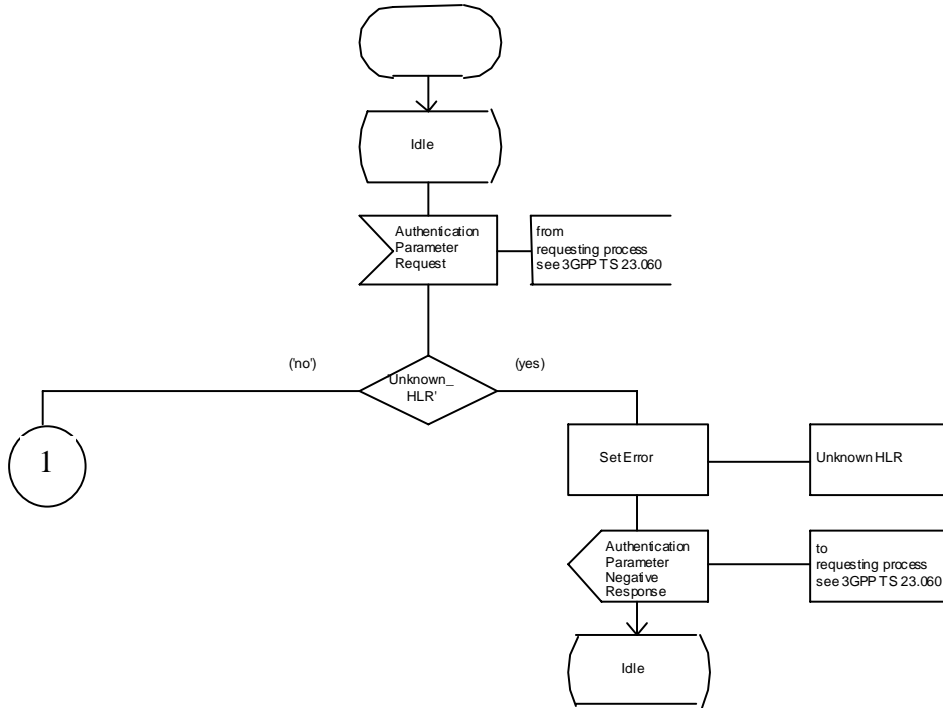 Idle
Authentication
Parameter
Request
from
requesting process
see 3GPP TS 23.060
('no')
'Unknown_
HLR'
(yes)
1
Set Error
Unknown HLR
Authentication
Parameter
Negative
Response
to
requesting process
see 3GPP TS 23.060
Idle